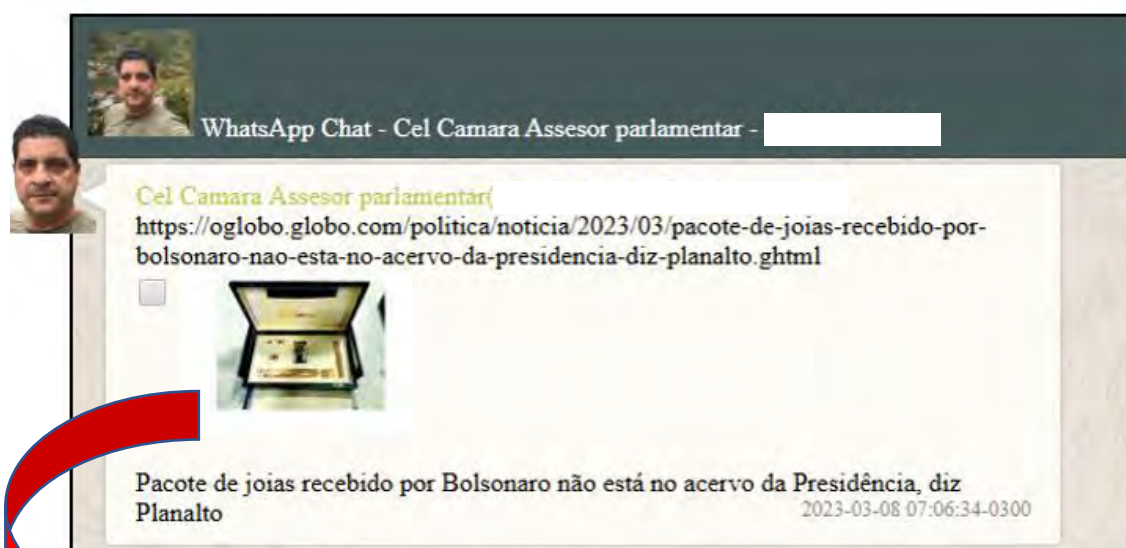 WhatsApp Chat - Cel Camara Assesor parlamentar -
Cel Camara Assesor parlamentar(
https://oglobo.globo.com/politica/noticia/2023/03/pacote-de-joias-recebido-por-
bolsonaro-nao-esta-no-acervo-da-presidencia-diz-planalto.ghtml
Pacote de joias recebido por Bolsonaro não está no acervo da Presidência, diz
Planalto
2023-03-08 07:06:34-0300